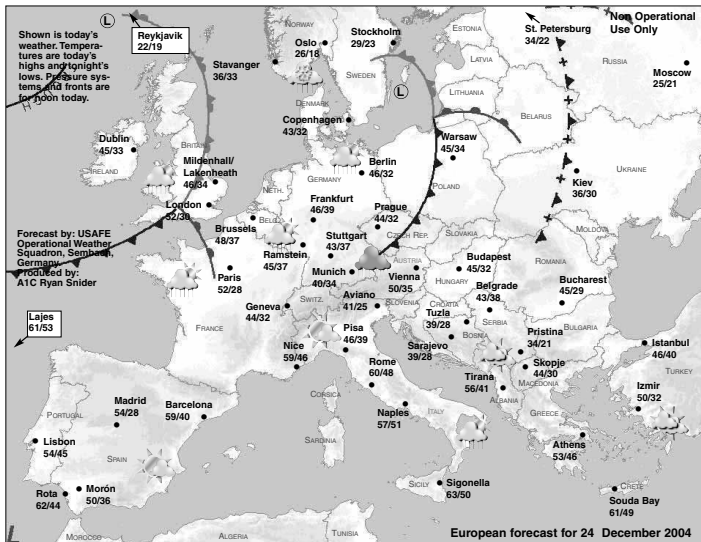 Shown is today's
weather. Tempera-
tures are today's
highs and tonight's
lows. Pressure sys-
tems and fronts are
for noon today.
L
Reykjavik
22/19
NORWAY
Oslo
26/18
Stockholm
29/23
ESTONIA
St. Petersburg
34/22
Non Operational
Use Only
RUSSIA
Moscow
25/21
Stavanger
36/33
SWEDEN
LATVIA
L
LITHUANIA
DENMARK
Copenhagen
43/32
BELARUS
Dublin
45/33
IRELAND
BRITAIN
Mildenhall/
Lakenheath
46/34
London
52/30
NETH.
GERMANY
Berlin
46/32
Warsaw
45/34
POLAND
UKRAINE
Kiev
36/30
Forecast by: USAFE
Operational Weather
Squadron, Sembach,
Germany
Produced by:
A1C Ryan Snider
BELG.
Brussels
48/37
Frankfurt
46/39
Prague
44/32
CZECH REP.
Ramstein
45/37
Stuttgart
43/37
SLOVAKIA
MOLDOVA
Paris
52/28
Munich
40/34
AUSTRIA
Vienna
50/35
Budapest
45/32
HUNGARY
ROMANIA
Lajes
61/53
FRANCE
Geneva
44/32
SWITZ.
Aviano
41/25
SLOVENIA
CROATIA
Belgrade
43/38
SERBIA
Bucharest
45/29
Tuzla
39/28
BOSNIA
Sarajevo
39/28
BULGARIA
Nice
59/46
Pisa
46/39
Pristina
34/21
Skopje
44/30
MACEDONIA
Istanbul
46/40
TURKEY
PORTUGAL
Madrid
54/28
Barcelona
59/40
CORSICA
Rome
60/48
Tirana
56/41
ALBANIA
Izmir
50/32
Lisbon
54/45
SPAIN
SARDINIA
Naples
57/51
ITALY
GREECE
Athens
53/46
Rota
62/44
Morón
50/36
SICILY
Sigonella
63/50
CRETE
Souda Bay
61/49
MOROCCO
ALGERIA
TUNISIA
European forecast for 24 December 2004